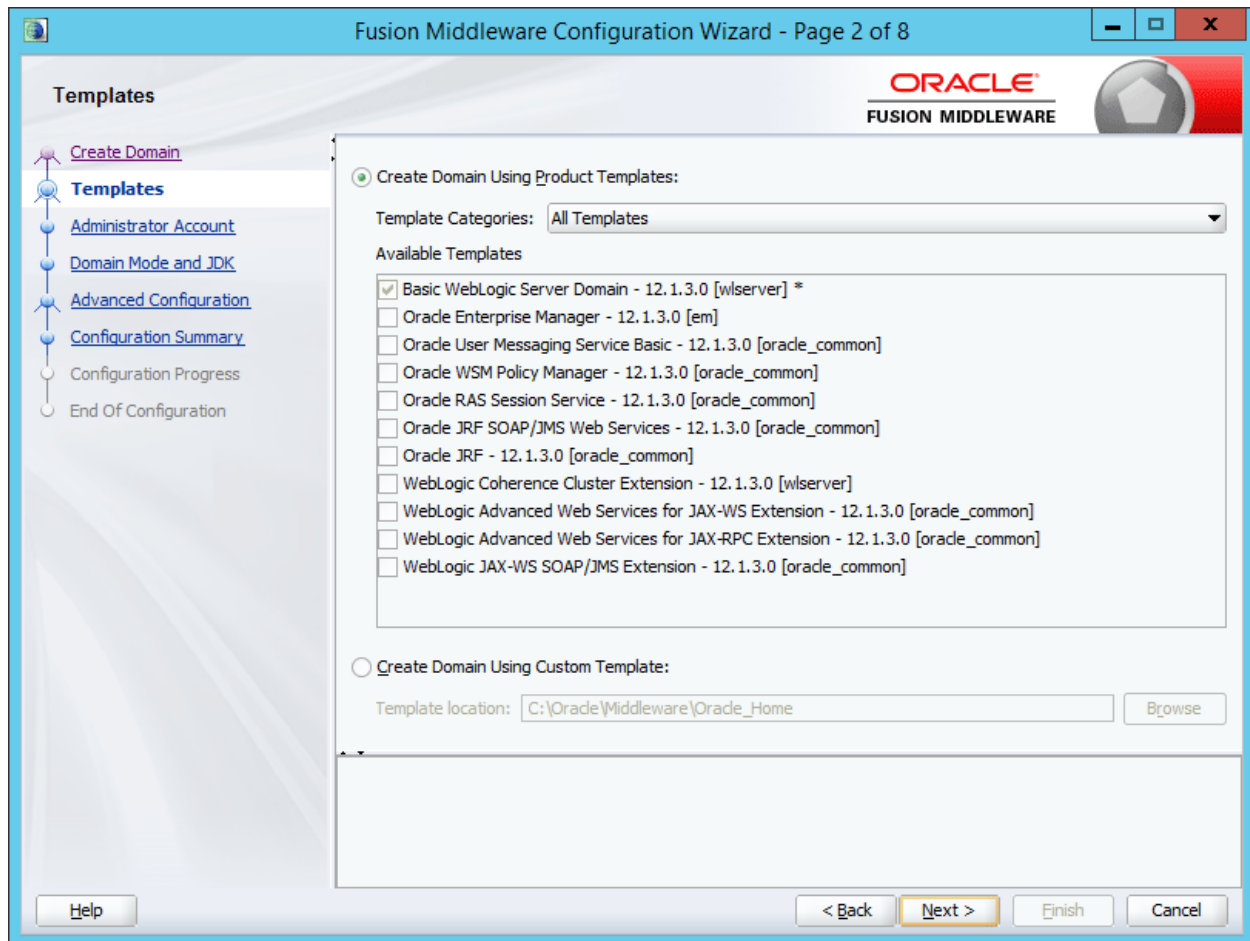 Fusion Middleware Configuration Wizard - Page 2 of 8
X
Templates
ORACLE
FUSION MIDDLEWARE
Create Domain
Templates
Administrator Account
Domain Mode and JDK
Advanced Configuration
Configuration Summary
Configuration Progress
End Of Configuration
Create Domain Using Product Templates:
Template Categories: All Templates
Available Templates
Basic WebLogic Server Domain - 12.1.3.0 [wlserver] *
Oracle Enterprise Manager - 12.1.3.0 [em]
Oracle User Messaging Service Basic - 12.1.3.0 [oracle_common]
Oracle WSM Policy Manager - 12.1.3.0 [oracle_common]
Oracle RAS Session Service - 12.1.3.0 [oracle_common]
Oracle JRF SOAP/JMS Web Services - 12.1.3.0 [oracle_common]
Oracle JRF - 12.1.3.0 [oracle_common]
WebLogic Coherence Cluster Extension - 12.1.3.0 [wlserver]
WebLogic Advanced Web Services for JAX-WS Extension - 12.1.3.0 [oracle_common]
WebLogic Advanced Web Services for JAX-RPC Extension - 12.1.3.0 [oracle_common]
WebLogic JAX-WS SOAP/JMS Extension - 12.1.3.0 [oracle_common]
Create Domain Using Custom Template:
Template location: C:\Oracle\Middleware\Oracle_Home Browse
Help < Back Next > Finish Cancel